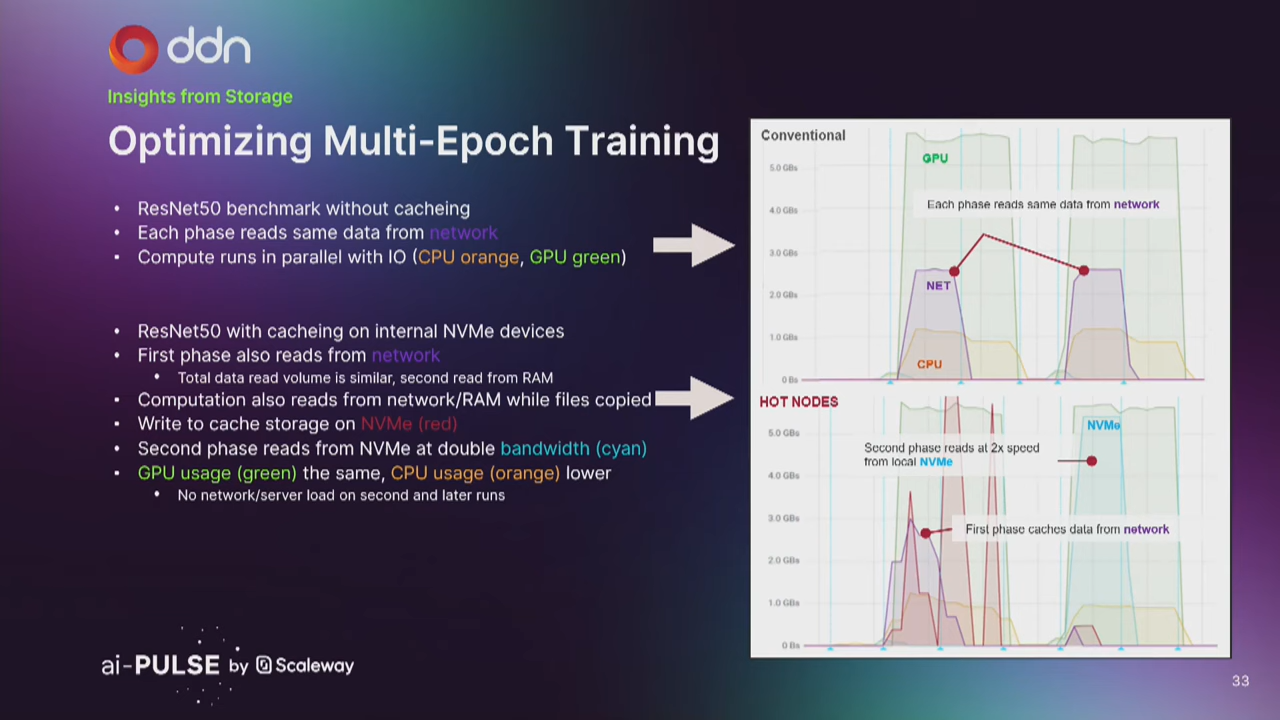 ddn
Insights from Storage
Optimizing Multi-Epoch Training
• ResNet50 benchmark without cacheing
• Each phase reads same data from network
• Compute runs in parallel with IO (CPU orange, GPU green)
• ResNet50 with cacheing on internal NVMe devices
• First phase also reads from network
• Total data read volume is similar, second read from RAM
• Computation also reads from network/RAM while files copied
• Write to cache storage on NVMe (red)
• Second phase reads from NVMe at double bandwidth (cyan)
• GPU usage (green) the same, CPU usage (orange) lower
• No network/server load on second and later runs
Conventional
GPU
5.0 GBs
Each phase reads same data from network
4.0 GBs
3.0 GBs
NET
2.0 GBs
1.0 GBs
CPU
0 Bs
HOT NODES
NVMe
5.0 GBs
Second phase reads at 2x speed
from local NVMe
4.0 GBs
First phase caches data from network
3.0 GBs
2.0 GBs
1.0 GBs
0 Bs
ai-PULSE by Scaleway
33